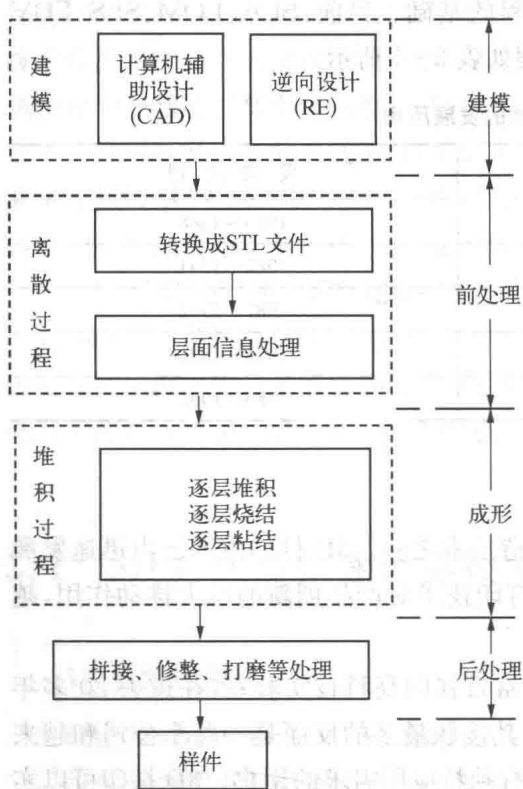 建模
计算机辅
助设计
(CAD)
逆向设计
(RE)
建模
离散过程
转换成STL文件
层面信息处理
前处理
堆积过程
逐层堆积
逐层烧结
逐层粘结
成形
拼接、修整、打磨等处理
后处理
样件